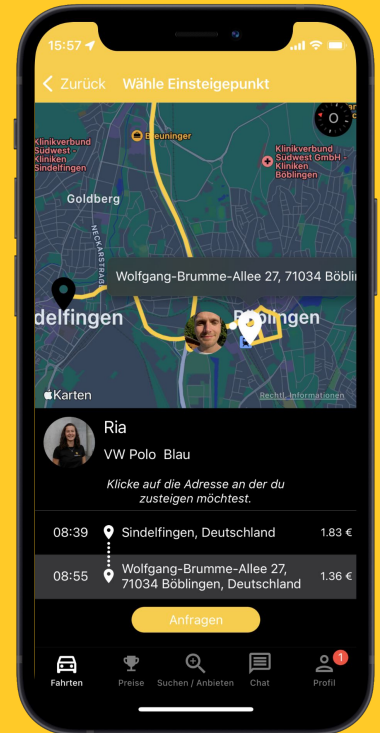 15:57
Zurück Wähle Einsteigepunkt
Klinikverbund
Südwest -
Kliniken
Sindelfingen
Breuninger
O
Klinikverbund
Südwest GmbH -
Kliniken
Böblingen
Goldberg
NECKARSTRAßE
Wolfgang-Brumme-Allee 27, 71034 Böbli
delfingen
Karten
Rechtl. Informationen
Ria
VW Polo Blau
Klicke auf die Adresse an der du
zusteigen möchtest.
08:39 Sindelfingen, Deutschland 1.83 €
08:55 Wolfgang-Brumme-Allee 27,
71034 Böblingen, Deutschland 1.36 €
Anfragen
1
Fahrten Preise Suchen / Anbieten Chat Profil